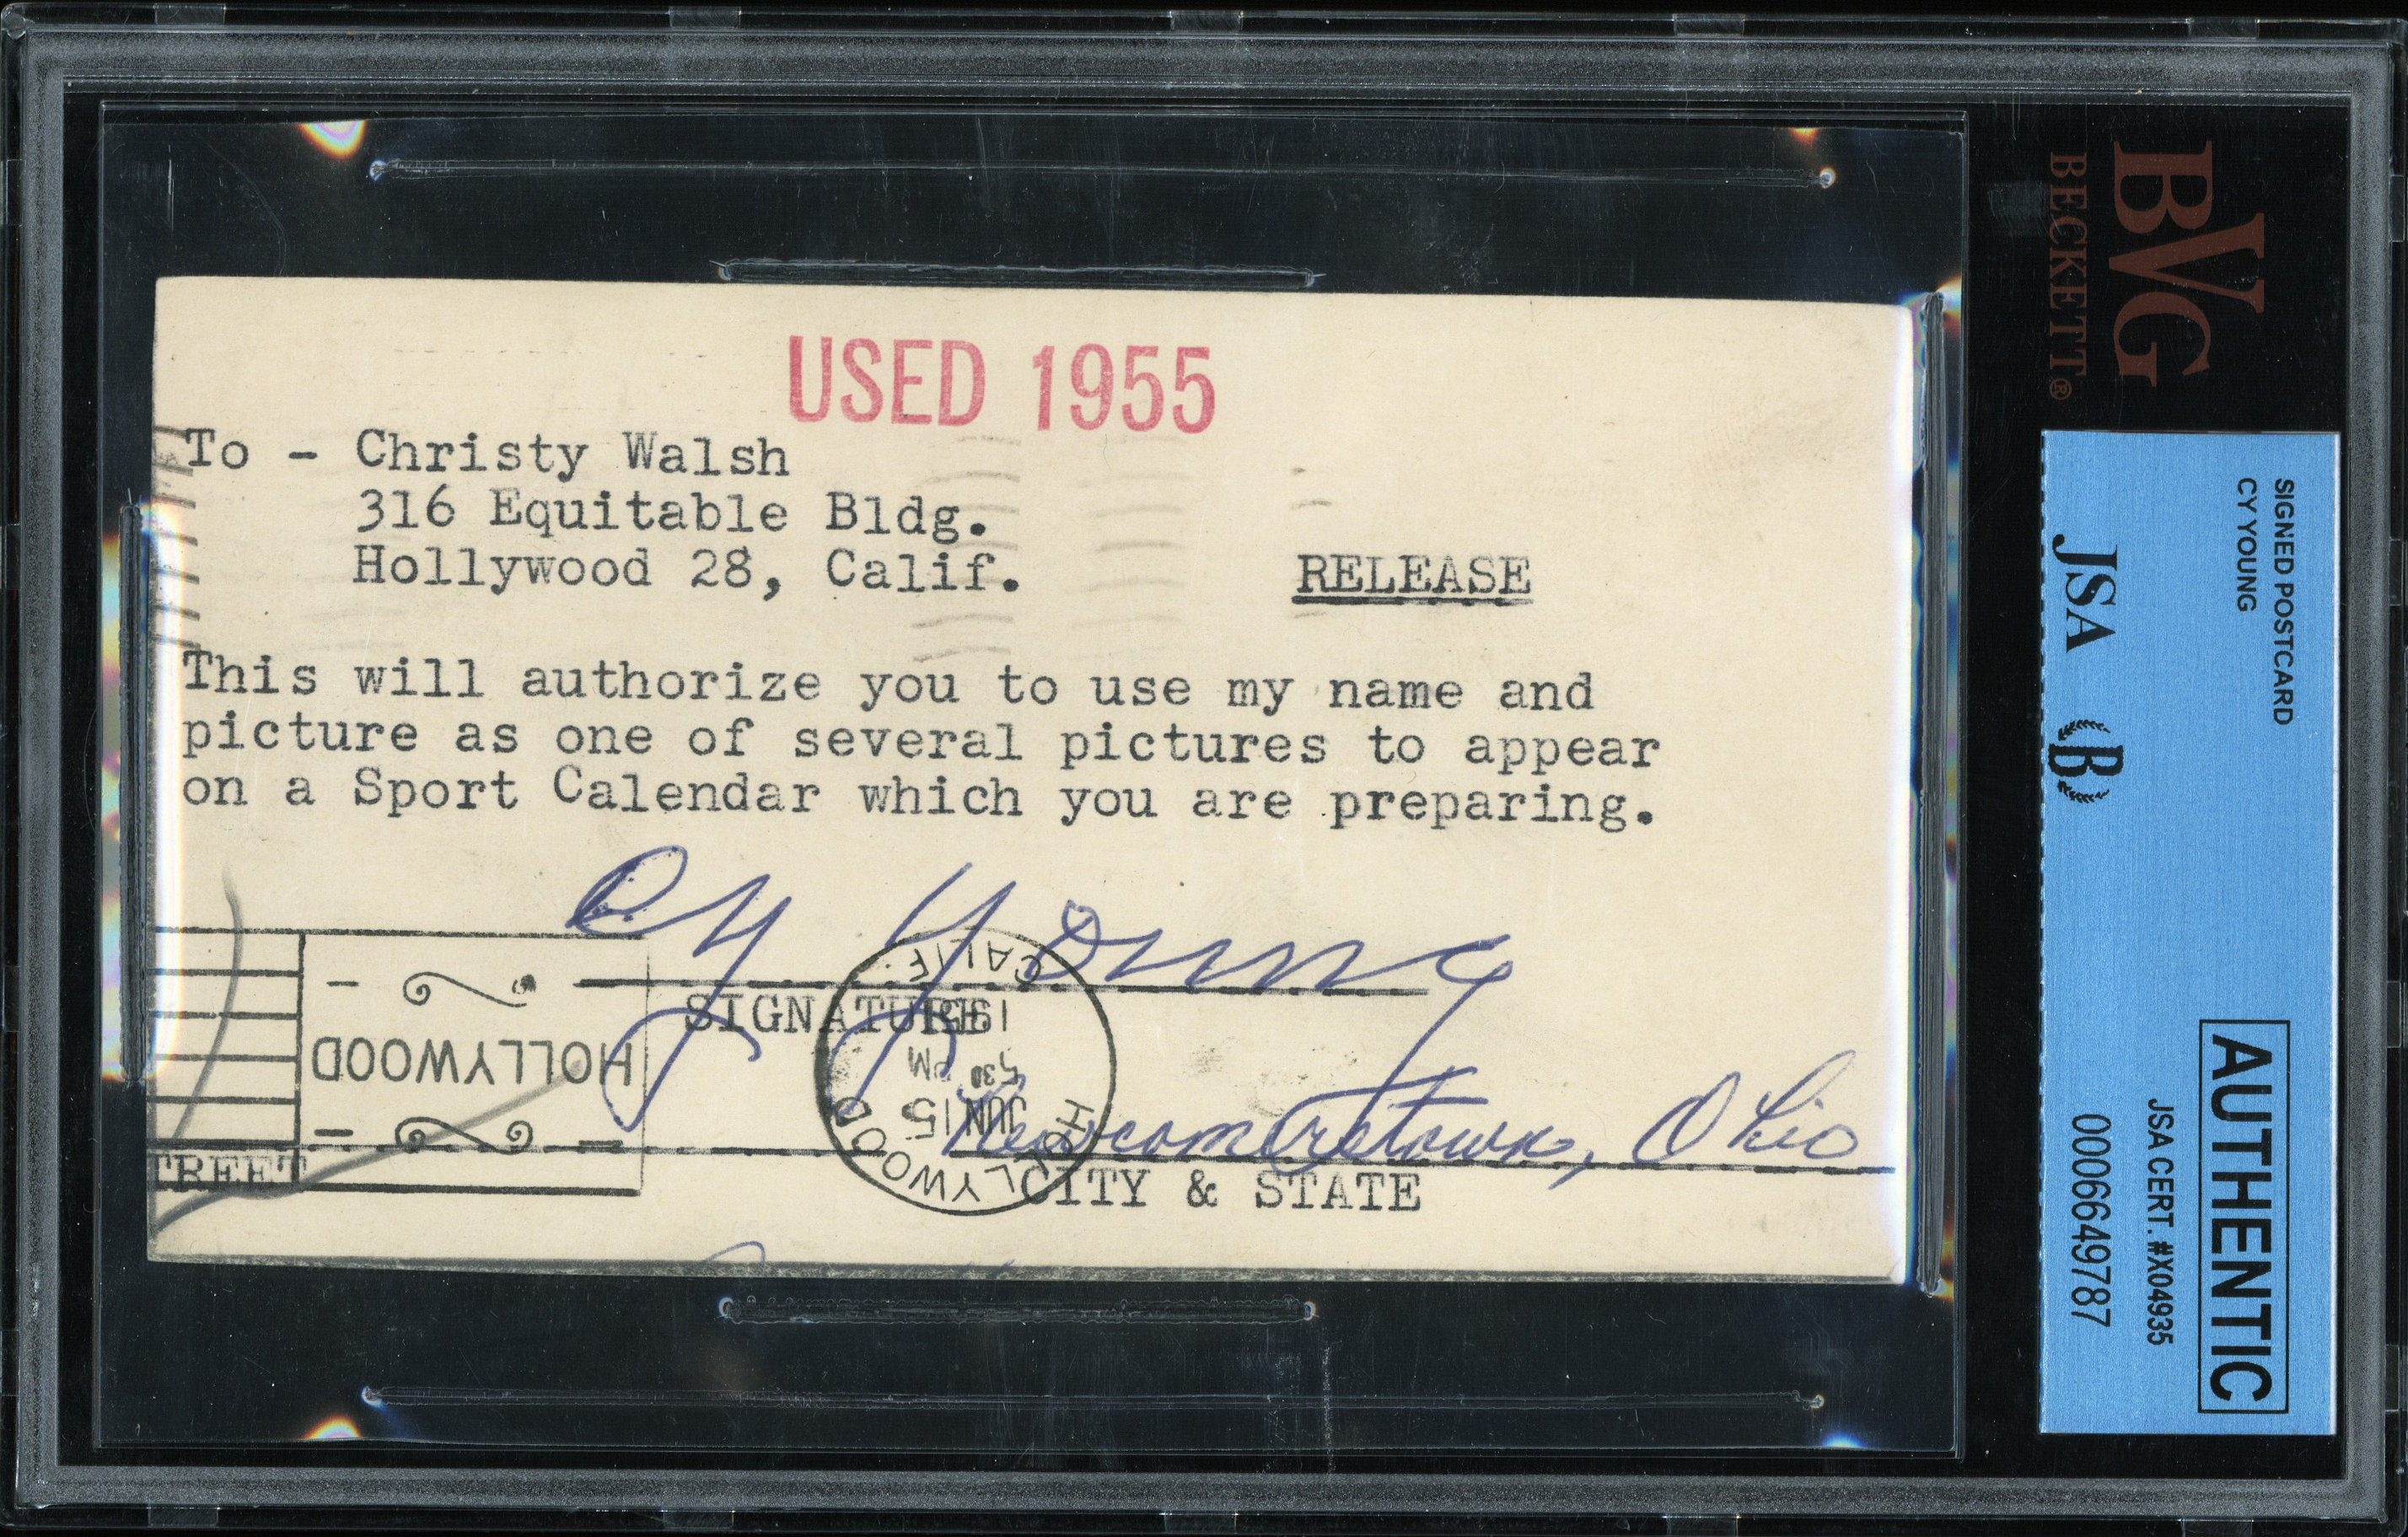 USED 1955
To - Christy Walsh
316 Equitable Bldg.
Hollywood 28, Calif.
RELEASE
This will authorize you to use my name and
picture as one of several pictures to appear
on a Sport Calendar which you are preparing.
Cy Young
SIGNATURE
HOLLYWOOD
HOLLYWOOD CALIF.
JUN 15
5 30 PM
Newcomerstown, Ohio
TREET
CITY & STATE
BVG
BECKETT®
SIGNED POSTCARD
CY YOUNG
JSA B
AUTHENTIC
JSA CERT. #X04935
0006649787